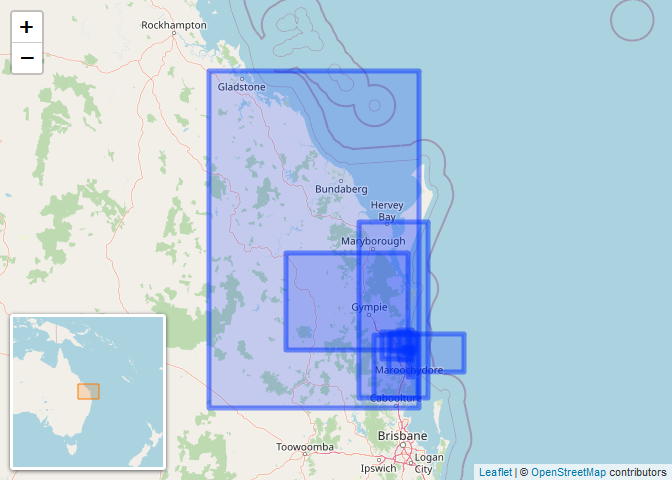 +
Rockhampton
−
Gladstone
Bundaberg
Hervey
Bay
Maryborough
Gympie
Maroochydore
Caboolture
Brisbane
Toowoomba
Ipswich
Logan
City
Leaflet | © OpenStreetMap contributors